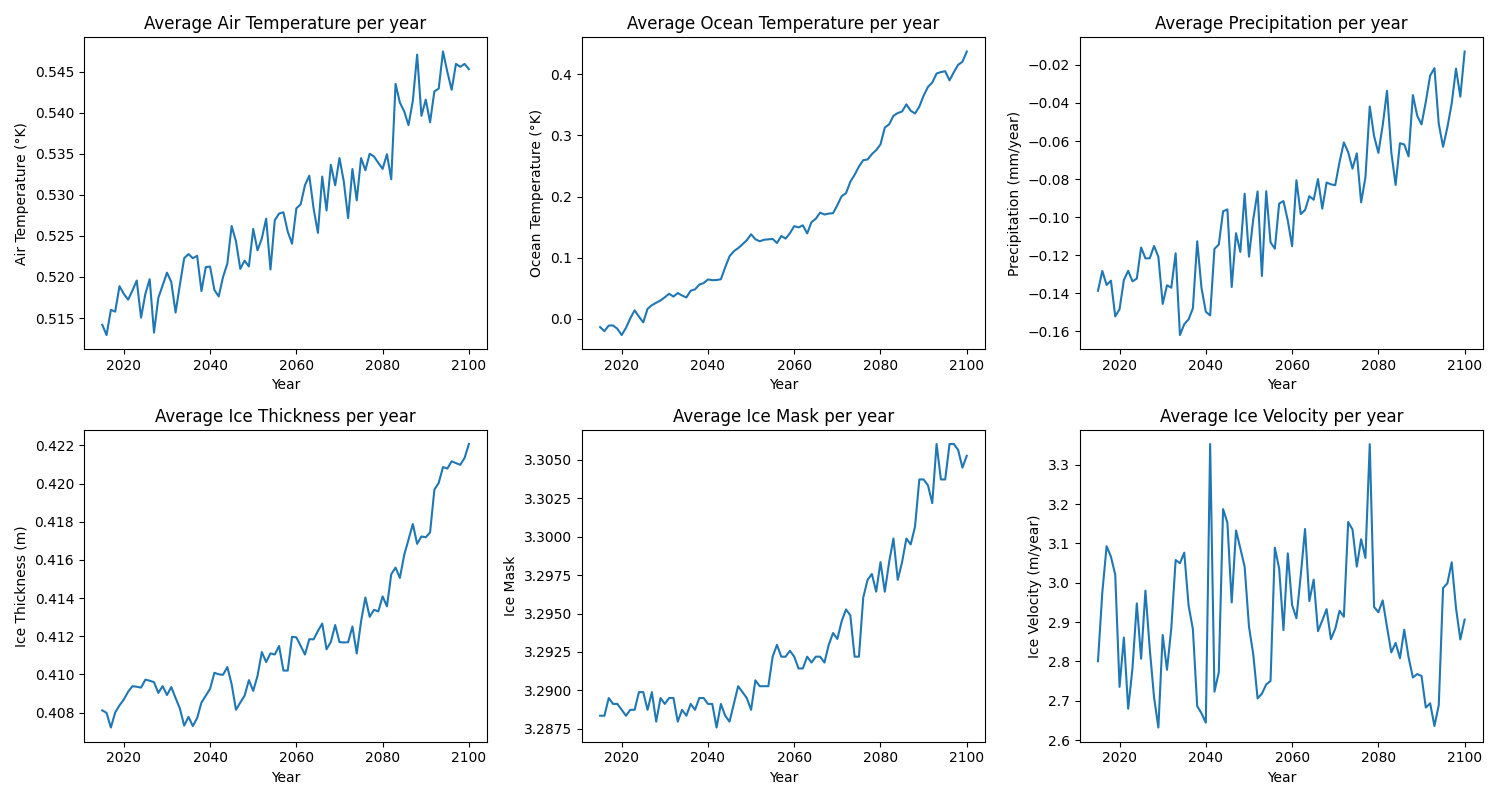 Average Air Temperature per year
Air Temperature (°K)
0.545
0.540
0.535
0.530
0.525
0.520
0.515
2020 2040 2060 2080 2100
Year
Average Ocean Temperature per year
Ocean Temperature (°K)
0.4
0.3
0.2
0.1
0.0
2020 2040 2060 2080 2100
Year
Average Precipitation per year
Precipitation (mm/year)
−0.02
−0.04
−0.06
−0.08
−0.10
−0.12
−0.14
−0.16
2020 2040 2060 2080 2100
Year
Average Ice Thickness per year
Ice Thickness (m)
0.422
0.420
0.418
0.416
0.414
0.412
0.410
0.408
2020 2040 2060 2080 2100
Year
Average Ice Mask per year
Ice Mask
3.3050
3.3025
3.3000
3.2975
3.2950
3.2925
3.2900
3.2875
2020 2040 2060 2080 2100
Year
Average Ice Velocity per year
Ice Velocity (m/year)
3.3
3.2
3.1
3.0
2.9
2.8
2.7
2.6
2020 2040 2060 2080 2100
Year